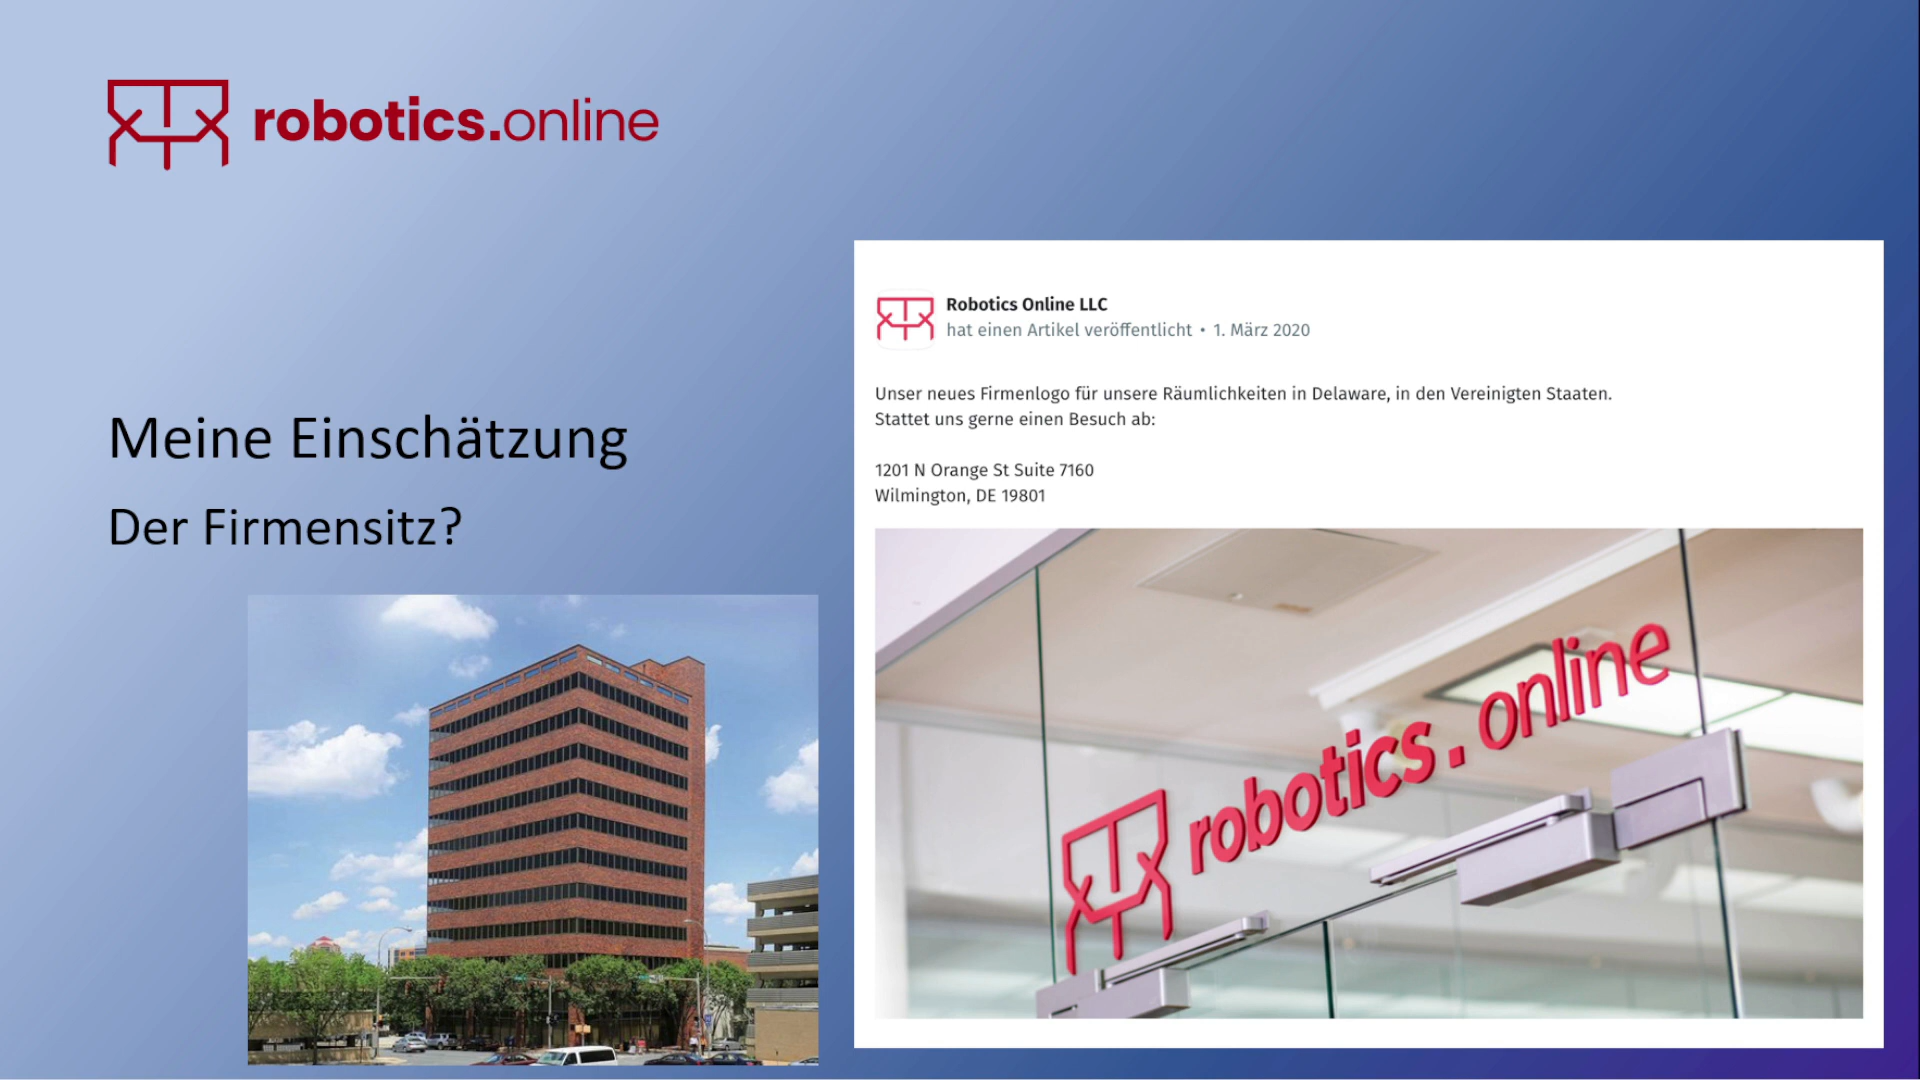 robotics.online
Meine Einschätzung
Der Firmensitz?
Robotics Online LLC
hat einen Artikel veröffentlicht • 1. März 2020
Unser neues Firmenlogo für unsere Räumlichkeiten in Delaware, in den Vereinigten Staaten.
Stattet uns gerne einen Besuch ab:
1201 N Orange St Suite 7160
Wilmington, DE 19801
robotics.online